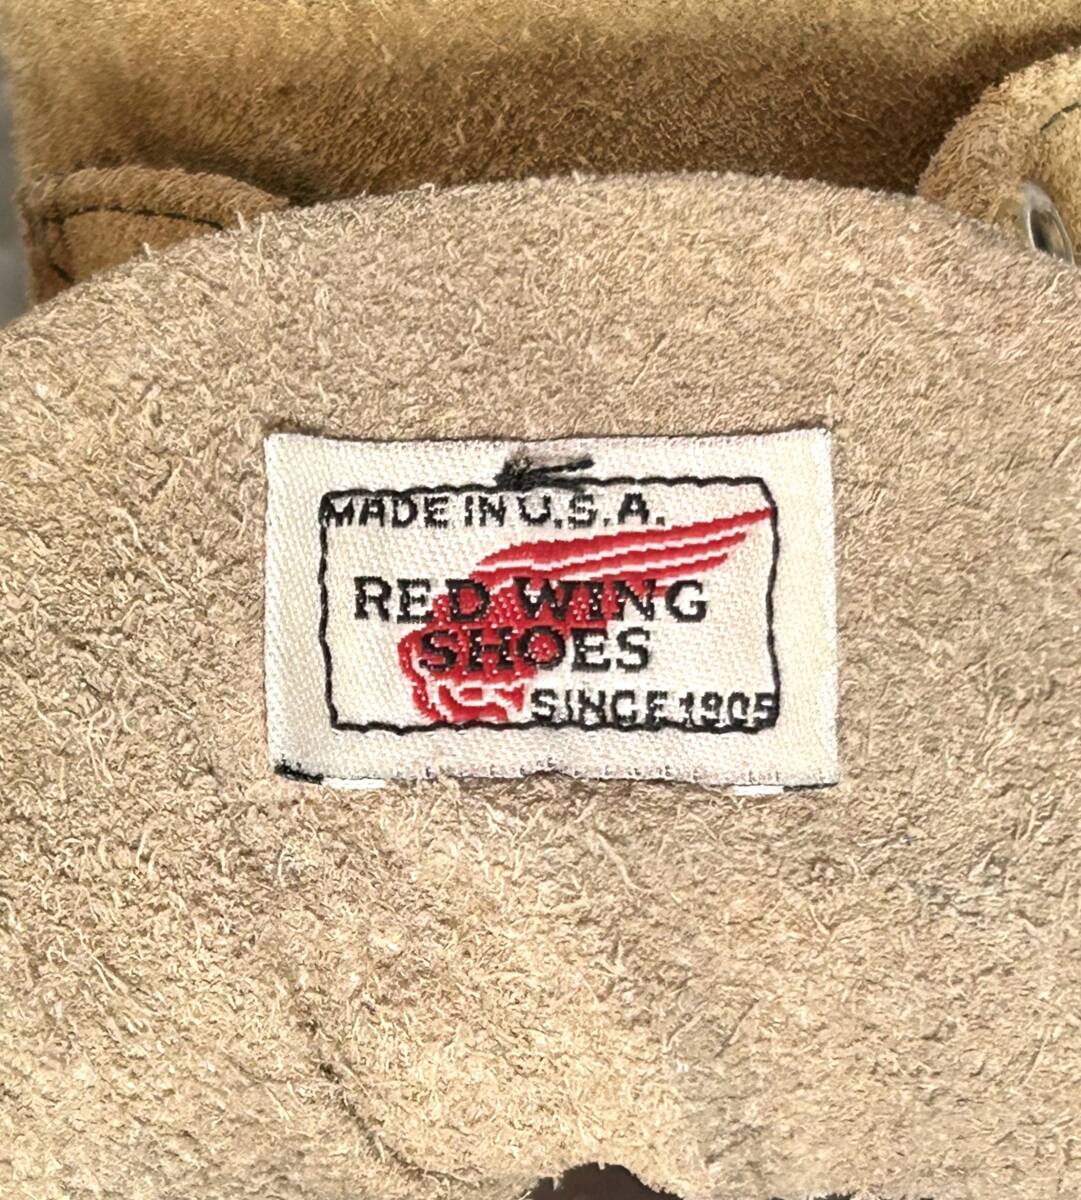 MADE IN U.S.A.
RED WING
SHOES
SINCE 1905